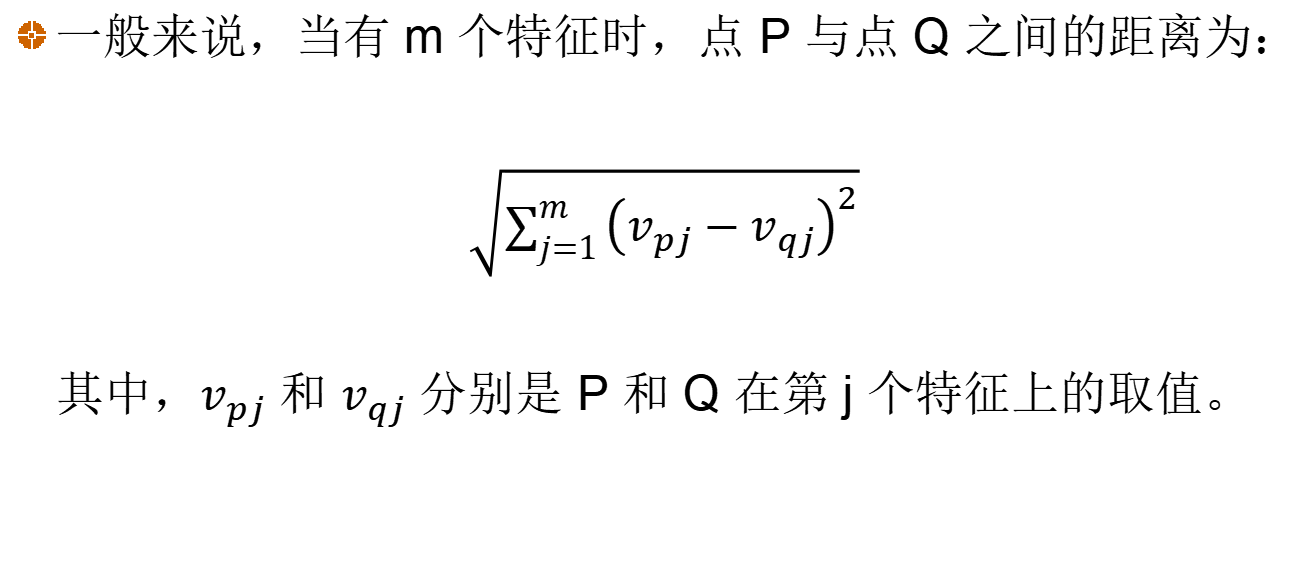 一般来说，当有 m 个特征时，点 P 与点 Q 之间的距离为：
√(∑_{j=1}^{m} (v_{pj} − v_{qj})^2)
其中，v_{pj} 和 v_{qj} 分别是 P 和 Q 在第 j 个特征上的取值。